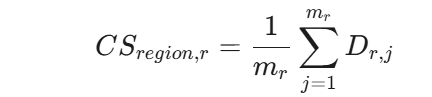 $CS_{region,r} = \frac{1}{m_r} \sum_{j=1}^{m_r} D_{r,j}$